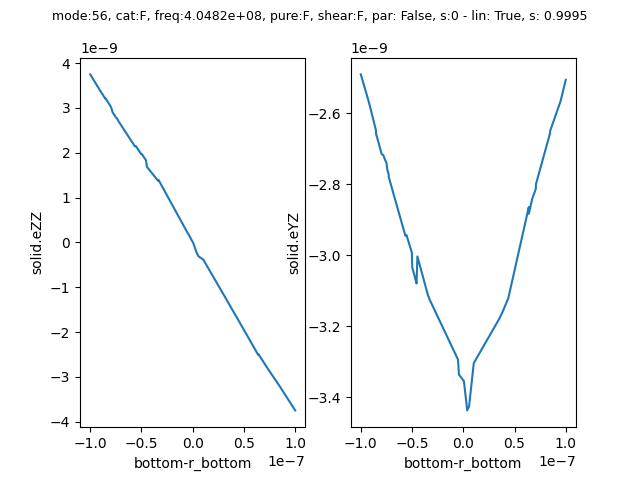 mode:56, cat:F, freq:4.0482e+08, pure:F, shear:F, par: False, s:0 - lin: True, s: 0.9995
1e−9
4
3
2
1
0
−1
−2
−3
−4
solid.eZZ
−1.0
−0.5
0.0
0.5
1.0
bottom-r_bottom
1e−7
1e−9
−2.6
−2.8
−3.0
−3.2
−3.4
solid.eYZ
−1.0
−0.5
0.0
0.5
1.0
bottom-r_bottom
1e−7